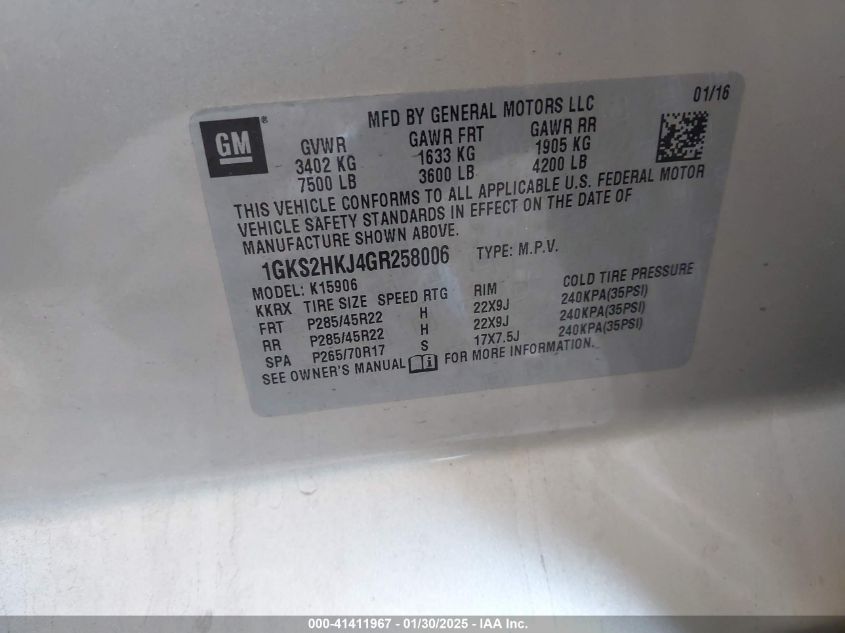 MFD BY GENERAL MOTORS LLC 01/16
GM®
GVWR GAWR FRT GAWR RR
3402 KG 1633 KG 1905 KG
7500 LB 3600 LB 4200 LB
THIS VEHICLE CONFORMS TO ALL APPLICABLE U.S. FEDERAL MOTOR
VEHICLE SAFETY STANDARDS IN EFFECT ON THE DATE OF
MANUFACTURE SHOWN ABOVE.
1GKS2HKJ4GR258006 TYPE: M.P.V.
MODEL: K15906
KKRX TIRE SIZE SPEED RTG RIM COLD TIRE PRESSURE
FRT P285/45R22 H 22X9J 240KPA(35PSI)
RR P285/45R22 H 22X9J 240KPA(35PSI)
SPA P265/70R17 S 17X7.5J 240KPA(35PSI)
SEE OWNER'S MANUAL FOR MORE INFORMATION.
000-41411967 - 01/30/2025 - IAA Inc.